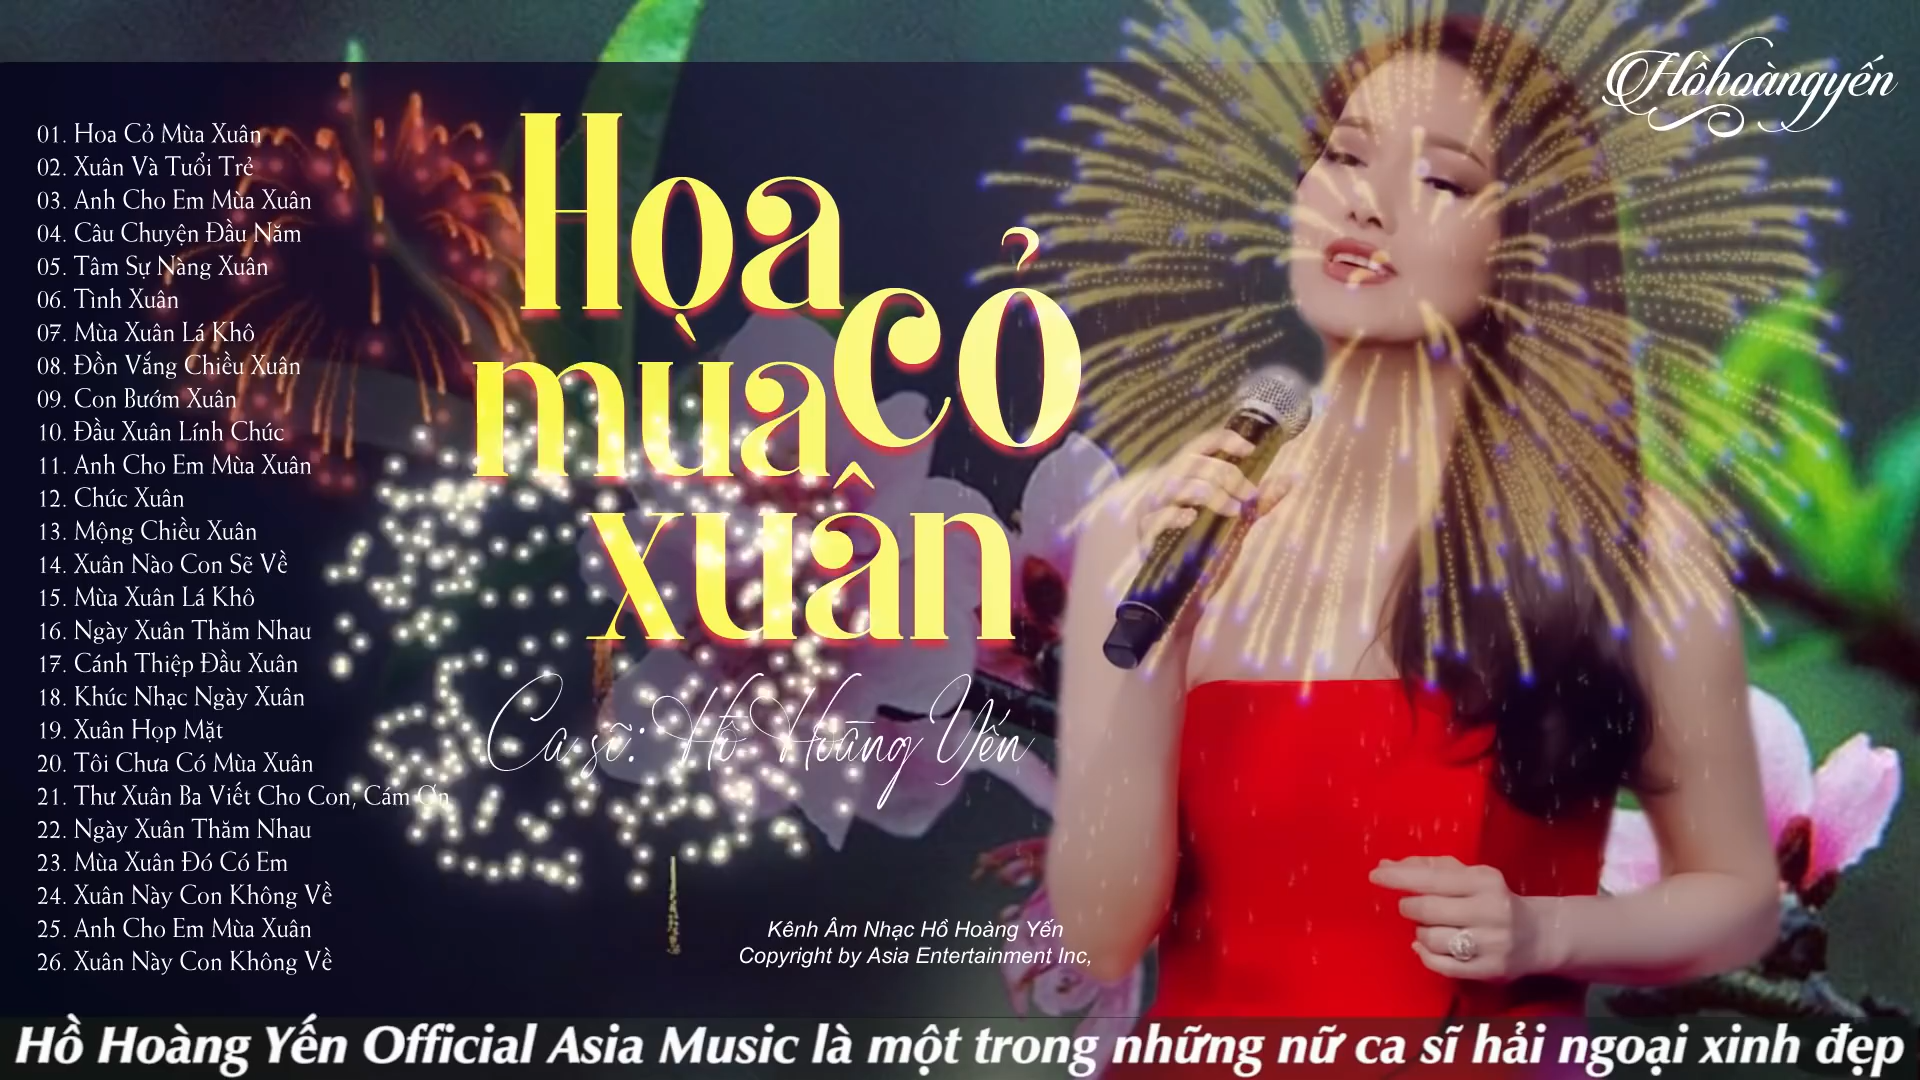 Hồhoàngyến
01. Hoa Cỏ Mùa Xuân
02. Xuân Và Tuổi Trẻ
03. Anh Cho Em Mùa Xuân
04. Câu Chuyện Đầu Năm
05. Tâm Sự Nàng Xuân
06. Tình Xuân
07. Mùa Xuân Lá Khô
08. Đồn Vắng Chiều Xuân
09. Con Bướm Xuân
10. Đầu Xuân Lính Chúc
11. Anh Cho Em Mùa Xuân
12. Chúc Xuân
13. Mộng Chiều Xuân
14. Xuân Nào Con Sẽ Về
15. Mùa Xuân Lá Khô
16. Ngày Xuân Thăm Nhau
17. Cánh Thiệp Đầu Xuân
18. Khúc Nhạc Ngày Xuân
19. Xuân Họp Mặt
20. Tôi Chưa Có Mùa Xuân
21. Thư Xuân Ba Viết Cho Con, Cám Ơn
22. Ngày Xuân Thăm Nhau
23. Mùa Xuân Đó Có Em
24. Xuân Này Con Không Về
25. Anh Cho Em Mùa Xuân
26. Xuân Này Con Không Về
Hoa
cỏ
mùa
xuân
Ca sĩ: Hồ Hoàng Yến
Kênh Âm Nhạc Hồ Hoàng Yến
Copyright by Asia Entertainment Inc,
Hồ Hoàng Yến Official Asia Music là một trong những nữ ca sĩ hải ngoại xinh đẹp